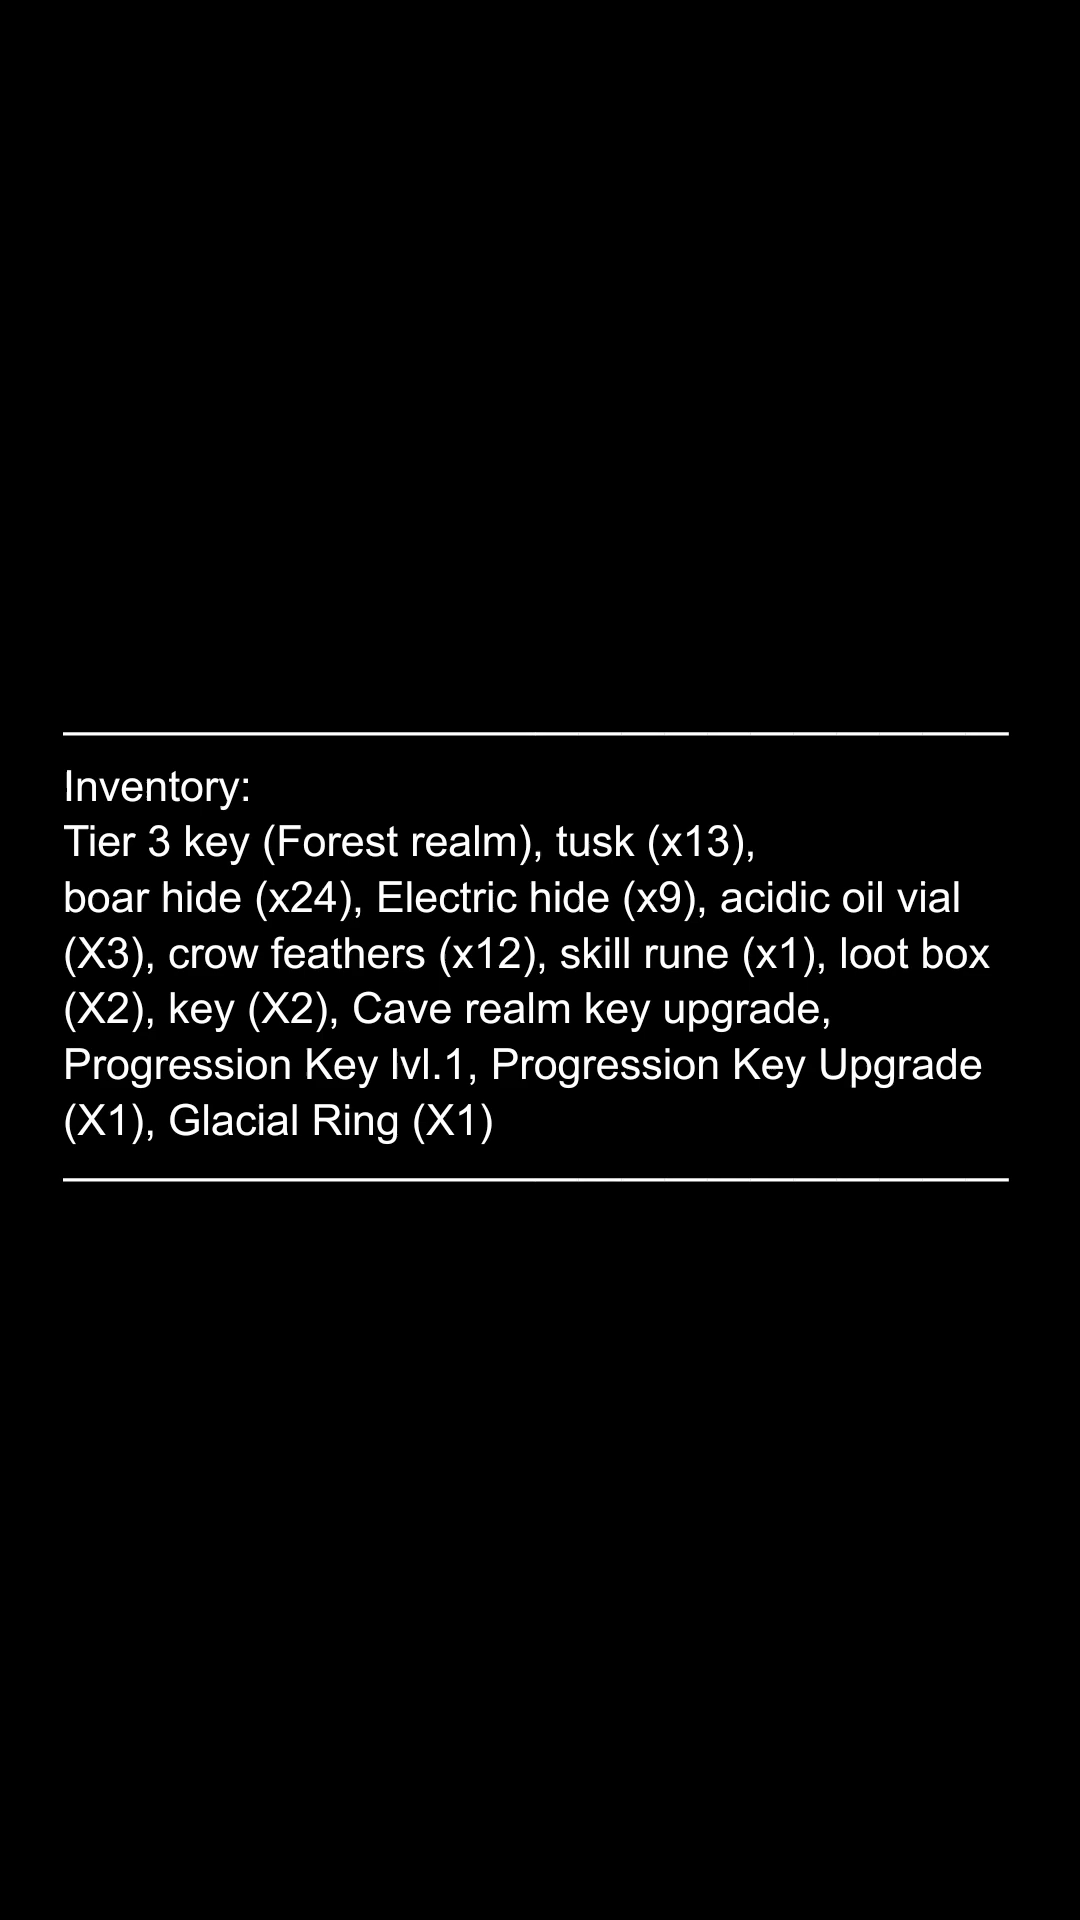 Inventory:
Tier 3 key (Forest realm), tusk (x13),
boar hide (x24), Electric hide (x9), acidic oil vial
(X3), crow feathers (x12), skill rune (x1), loot box
(X2), key (X2), Cave realm key upgrade,
Progression Key lvl.1, Progression Key Upgrade
(X1), Glacial Ring (X1)